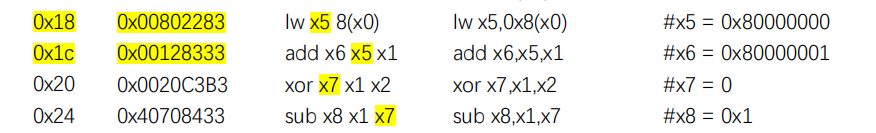 0x18 0x00802283 lw x5 8(x0) lw x5,0x8(x0) #x5 = 0x80000000
0x1c 0x00128333 add x6 x5 x1 add x6,x5,x1 #x6 = 0x80000001
0x20 0x0020C3B3 xor x7 x1 x2 xor x7,x1,x2 #x7 = 0
0x24 0x40708433 sub x8 x1 x7 sub x8,x1,x7 #x8 = 0x1